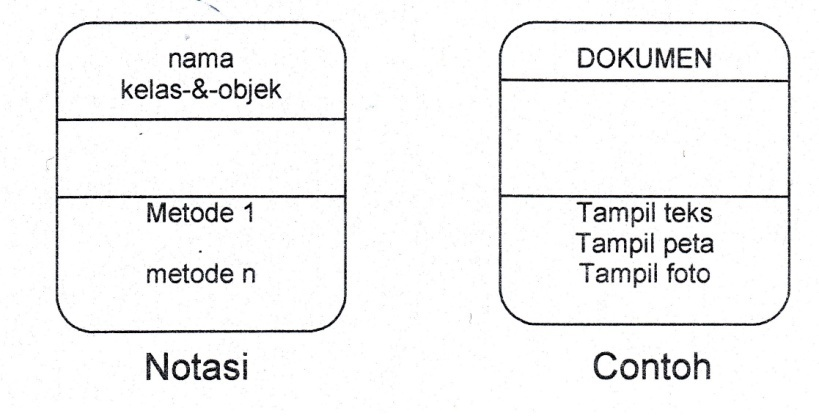 nama
kelas-&-objek
Metode 1
metode n
Notasi
DOKUMEN
Tampil teks
Tampil peta
Tampil foto
Contoh